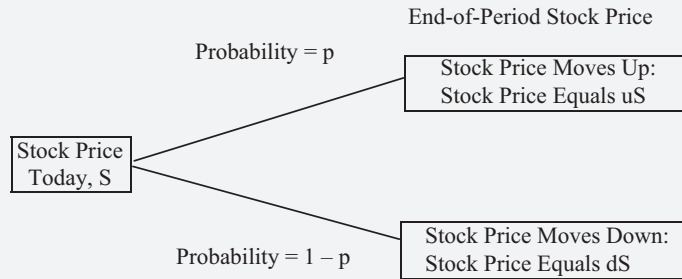 End-of-Period Stock Price
Probability = p
Stock Price Moves Up:
Stock Price Equals uS
Stock Price
Today, S
Stock Price Moves Down:
Stock Price Equals dS
Probability = 1 – p